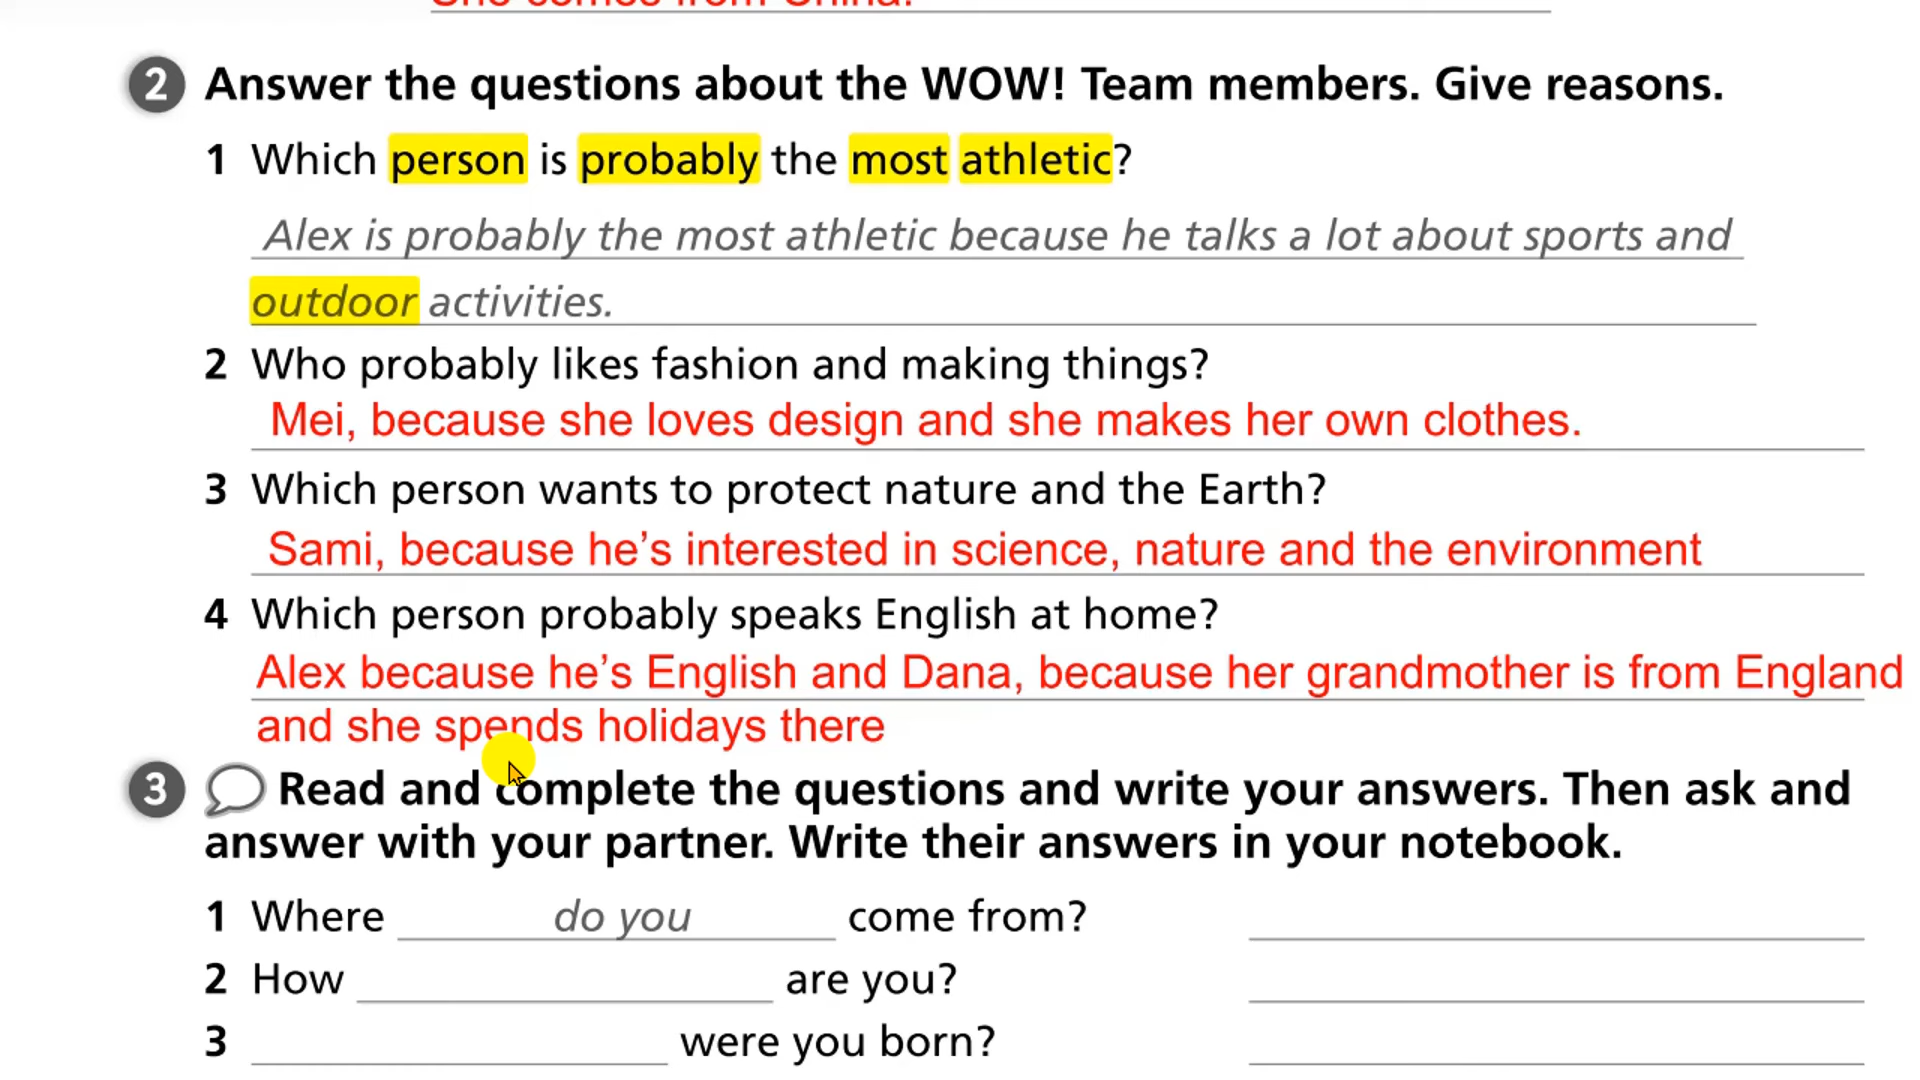 She comes from China.
2 Answer the questions about the WOW! Team members. Give reasons.
1 Which person is probably the most athletic?
Alex is probably the most athletic because he talks a lot about sports and
outdoor activities.
2 Who probably likes fashion and making things?
Mei, because she loves design and she makes her own clothes.
3 Which person wants to protect nature and the Earth?
Sami, because he’s interested in science, nature and the environment
4 Which person probably speaks English at home?
Alex because he’s English and Dana, because her grandmother is from England
and she spends holidays there
3 Read and complete the questions and write your answers. Then ask and
answer with your partner. Write their answers in your notebook.
1 Where do you come from?
2 How are you?
3 were you born?